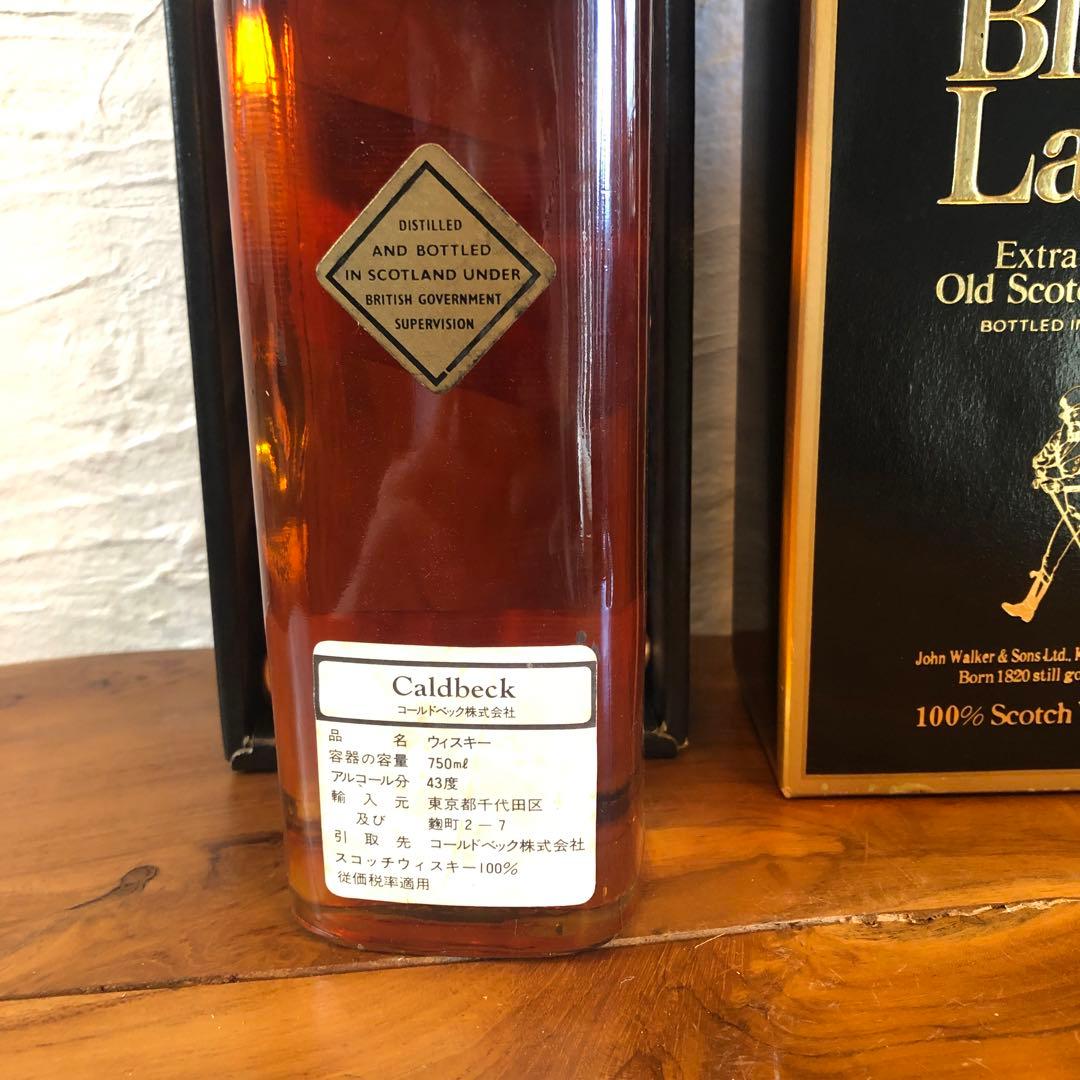 DISTILLED
AND BOTTLED
IN SCOTLAND UNDER
BRITISH GOVERNMENT
SUPERVISION
Caldbeck
コールドベック株式会社
品 名 ウィスキー
容器の容量 750mℓ
アルコール分 43度
輸入元 東京都千代田区
及び 麹町2-7
引取先 コールドベック株式会社
スコッチウィスキー100%
従価税率適用
Extra
Old
BOTTLED
John Walker & Sons Ltd.,
Born 1820 still
100% Scotch